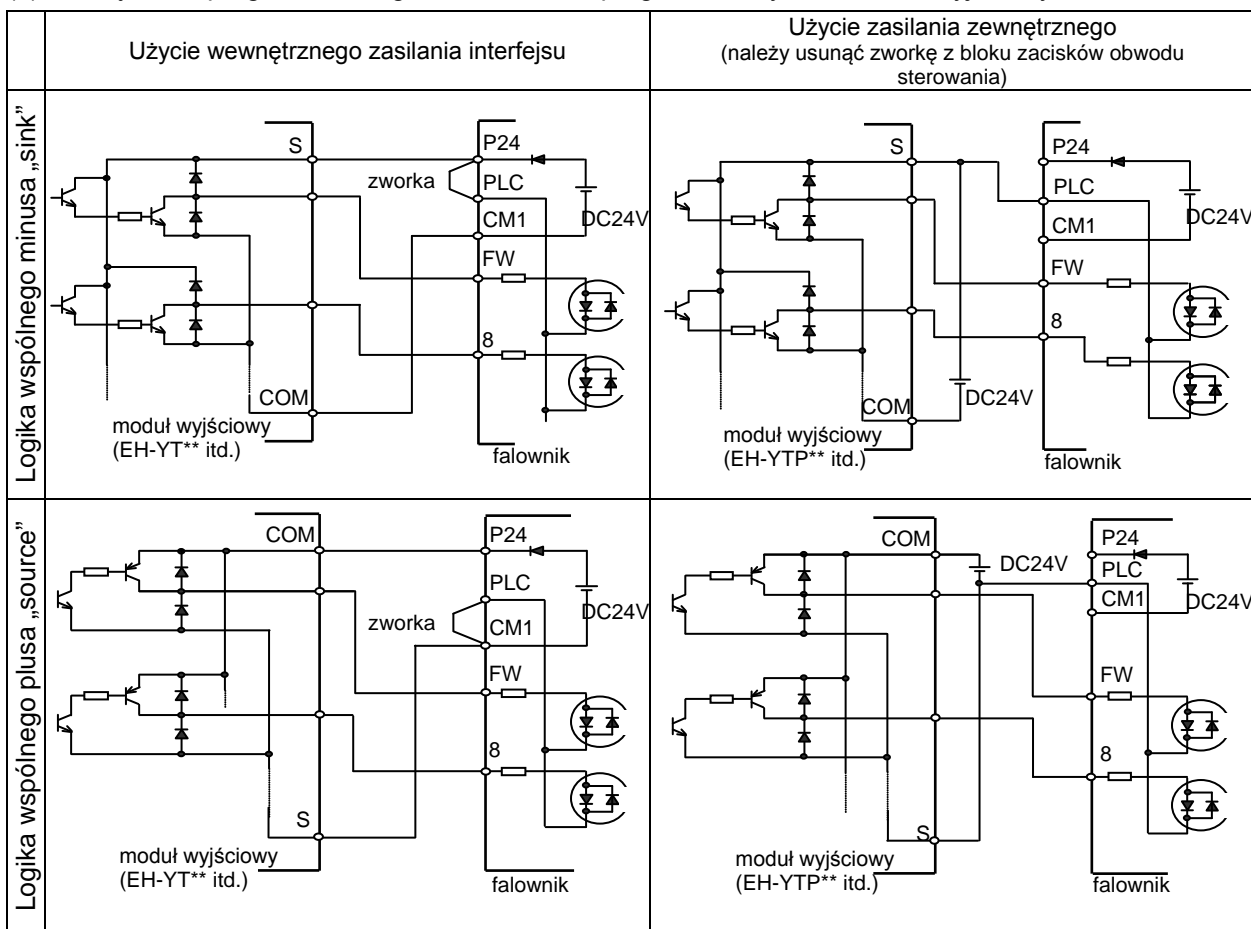 Użycie wewnętrznego zasilania interfejsu
Użycie zasilania zewnętrznego
(należy usunąć zworkę z bloku zacisków obwodu
sterowania)
Logika wspólnego minusa „sink”
S
zworka
P24
PLC
CM1
DC24V
FW
8
COM
moduł wyjściowy
(EH-YT** itd.)
falownik
S
P24
PLC
CM1
DC24V
FW
8
COM
DC24V
moduł wyjściowy
(EH-YTP** itd.)
falownik
Logika wspólnego plusa „source”
COM
P24
PLC
zworka
CM1
DC24V
FW
8
S
moduł wyjściowy
(EH-YT** itd.)
falownik
COM
DC24V
P24
PLC
CM1
DC24V
FW
8
S
moduł wyjściowy
(EH-YTP** itd.)
falownik